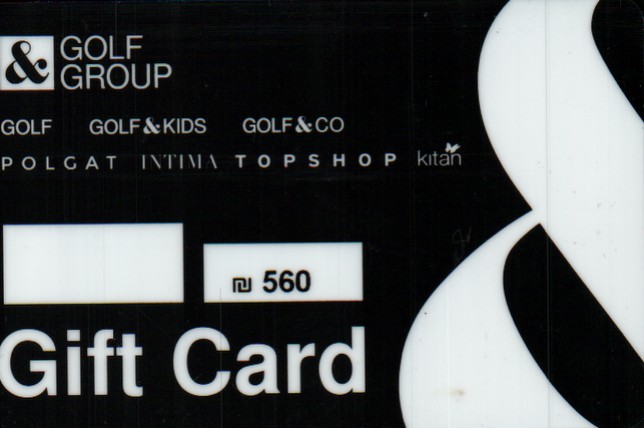 & GOLF
GROUP
GOLF GOLF&KIDS GOLF&CO
POLGAT INTIMA TOPSHOP kitan
₪ 560
Gift Card